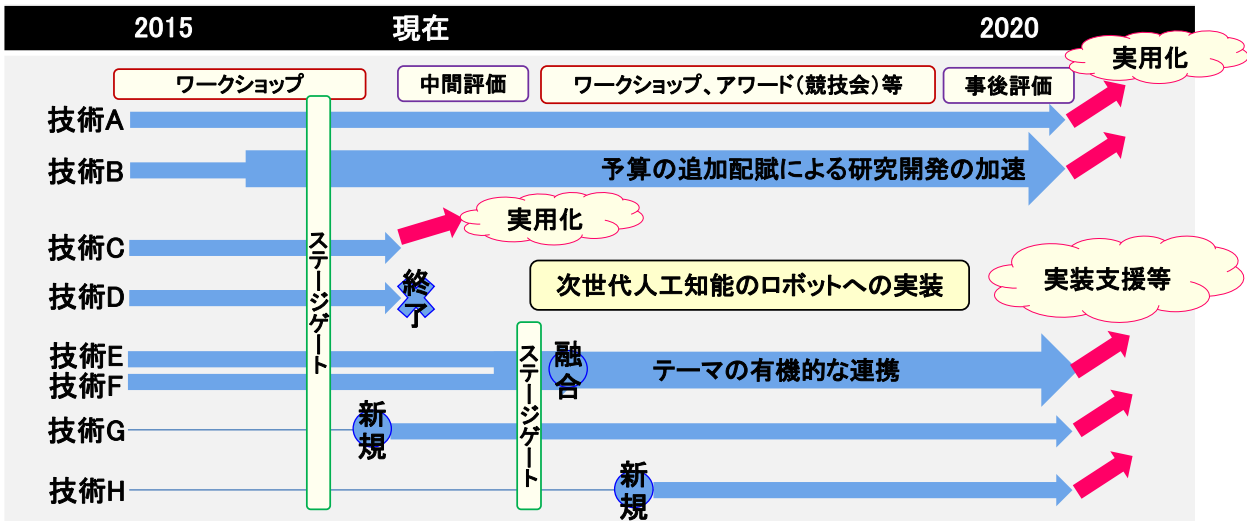 2015 現在 2020
実用化
ワークショップ 中間評価 ワークショップ、アワード(競技会)等 事後評価
技術A
技術B 予算の追加配賦による研究開発の加速
実用化
技術C
ステージゲート
技術D 終了
次世代人工知能のロボットへの実装
実装支援等
技術E
技術F
ステージゲート
融合
テーマの有機的な連携
技術G 新規
技術H 新規